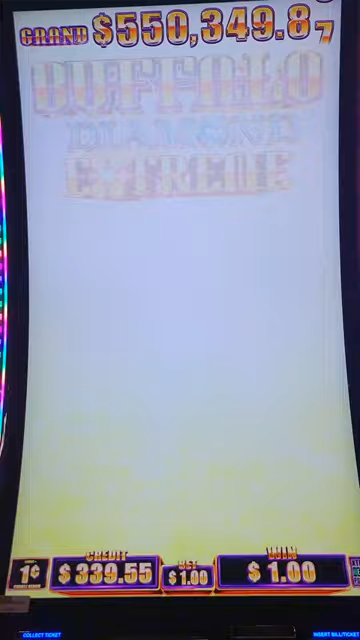 GRAND $550,349.87
BUFFALO
DIAMOND
EXTREME
CREDIT BET WIN
1¢ $339.55 $1.00 $1.00
COLLECT TICKET INSERT BILL/TICKET